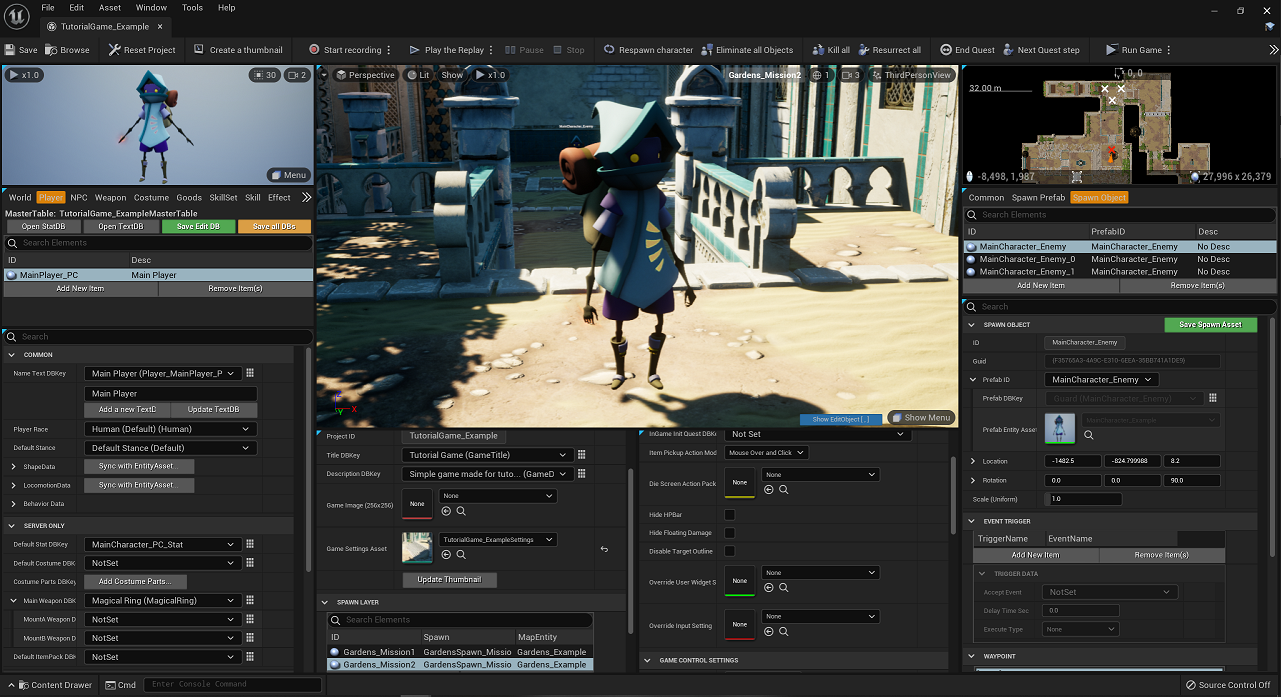 File Edit Asset Window Tools Help
TutorialGame_Example
Save Browse Reset Project Create a thumbnail Start recording Play the Replay Pause Stop Respawn character Eliminate all Objects Kill all Resurrect all End Quest Next Quest step Run Game
x1.0 30 2
Menu
World Player NPC Weapon Costume Goods SkillSet Skill Effect
MasterTable: TutorialGame_ExampleMasterTable
Open StatDB Open TextDB Save Edit DB Save all DBs
Search Elements
ID Desc
MainPlayer_PC Main Player
Add New Item Remove Item(s)
Search
COMMON
Name Text DBKey Main Player (Player_MainPlayer_P
Main Player
Add a new TextD Update TextDB
Player Race Human (Default) (Human)
Default Stance Default Stance (Default)
ShapeData Sync with EntityAsset...
LocomotionData Sync with EntityAsset...
Behavior Data
SERVER ONLY
Default Stat DBKey MainCharacter_PC_Stat
Default Costume DBK NotSet
Costume Parts DBKey Add Costume Parts...
Main Weapon DBK Magical Ring (MagicalRing)
MountA Weapon D NotSet
MountB Weapon D NotSet
Default ItemPack DBK NotSet
Perspective Lit Show x1.0 Gardens_Mission2 1 3 ThirdPersonView
MainCharacter_Enemy
Z
X
Y
Show EditObject [...] Show Menu
Project ID TutorialGame_Example
Title DBKey Tutorial Game (GameTitle)
Description DBKey Simple game made for tuto... (GameD
Game Image (256x256) None None
Game Settings Asset TutorialGame_ExampleSettings
Update Thumbnail
SPAWN LAYER
Search Elements
ID Spawn MapEntity
Gardens_Mission1 GardensSpawn_Missio Gardens_Example
Gardens_Mission2 GardensSpawn_Missio Gardens_Example
InGame Init Quest DBK Not Set
Item Pickup Action Mod Mouse Over and Click
Die Screen Action Pack None None
Hide HPBar
Hide Floating Damage
Disable Target Outline
Override User Widget S None None
Override Input Setting None None
GAME CONTROL SETTINGS
0, 0
32.00 m
-8,498, 1,987 27,996 x 26,379
Common Spawn Prefab Spawn Object
Search Elements
ID PrefabID Desc
MainCharacter_Enemy MainCharacter_Enemy No Desc
MainCharacter_Enemy_0 MainCharacter_Enemy No Desc
MainCharacter_Enemy_1 MainCharacter_Enemy No Desc
Add New Item Remove Item(s)
Search
SPAWN OBJECT Save Spawn Asset
ID MainCharacter_Enemy
Guid
Prefab ID MainCharacter_Enemy
Prefab DBKey Guard (MainCharacter_Enemy)
Prefab Entity Asset MainCharacter_Example
Location -1482.5 -824.799988 8.2
Rotation 0.0 0.0 90.0
Scale (Uniform) 1.0
EVENT TRIGGER
TriggerName EventName
Add New Item Remove Item(s)
TRIGGER DATA
Accept Event NotSet
Delay Time Sec 0.0
Execute Type None
WAYPOINT
Content Drawer Cmd Enter Console Command Source Control Off